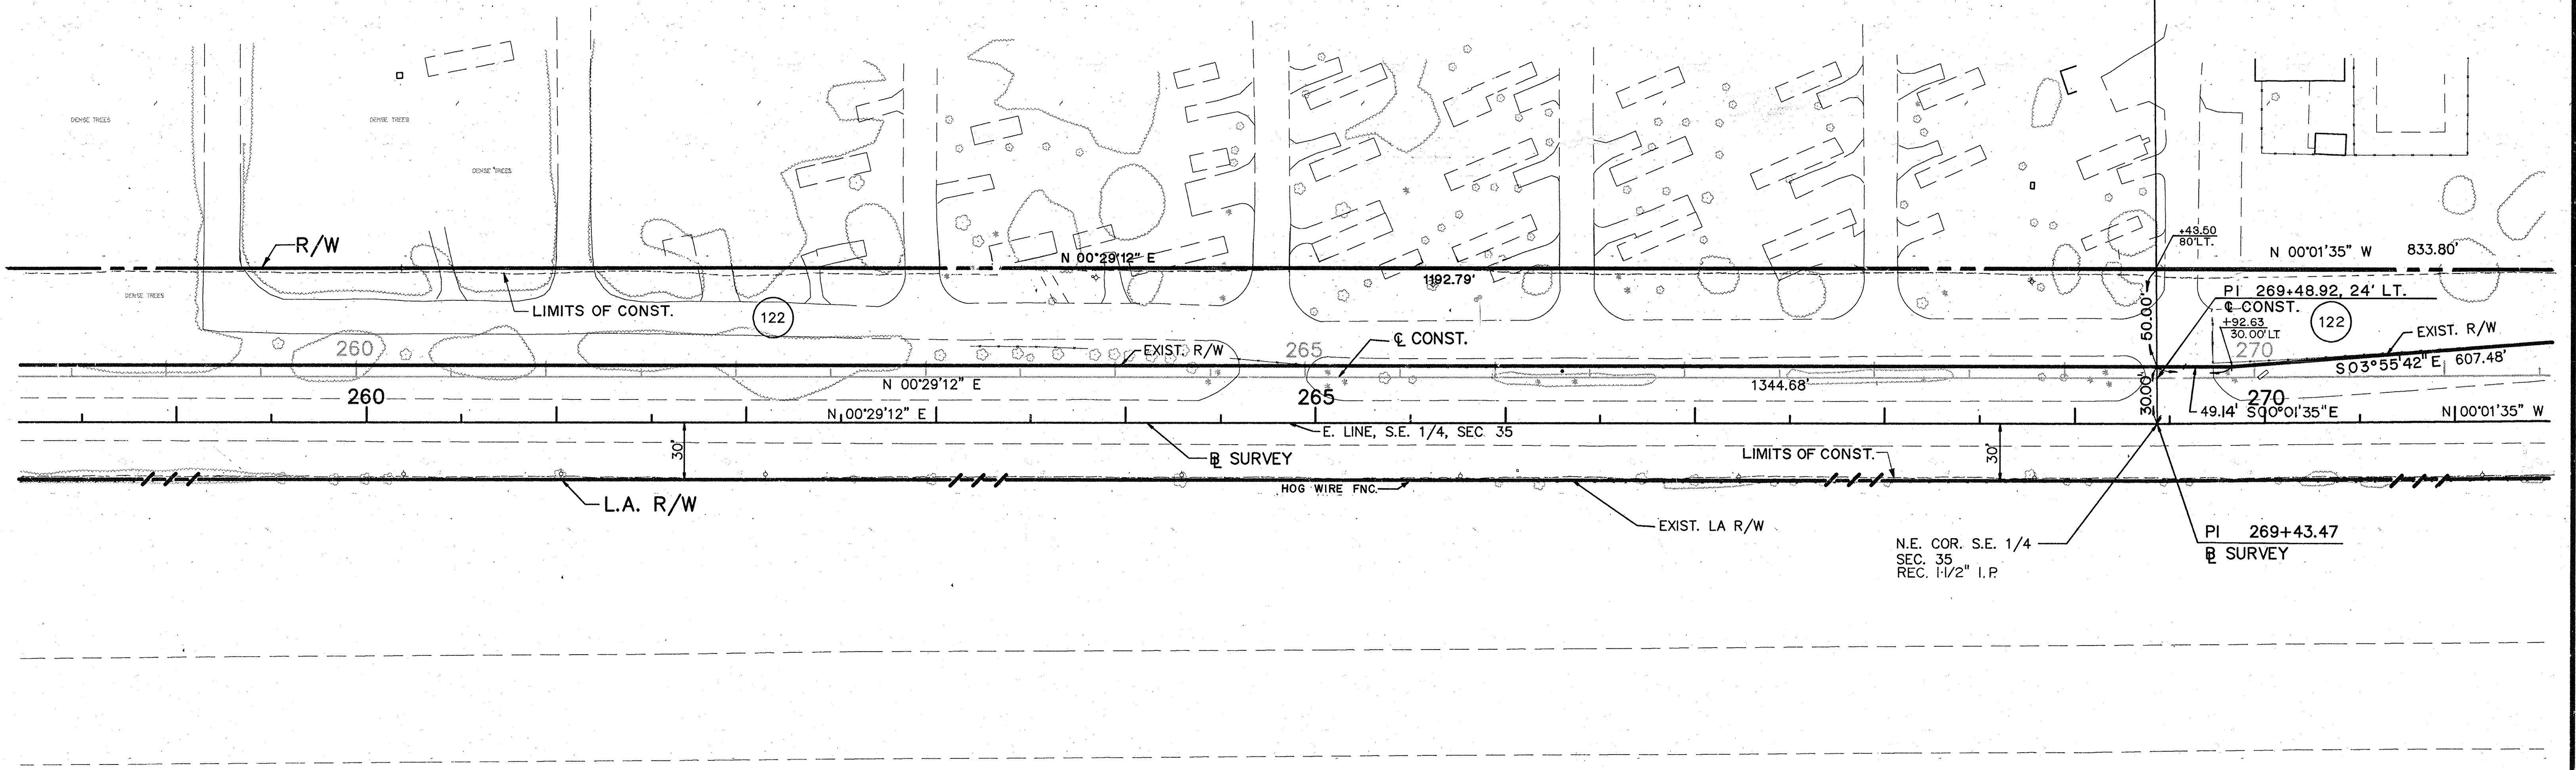 DENSE TREES
DENSE TREES
DENSE TREES
DENSE TREES
R/W
LIMITS OF CONST.
122
N 00°29'12" E
1192.79'
+43.50
80'LT.
N 00°01'35" W 833.80'
PI 269+48.92, 24' LT.
℄ CONST.
+92.63
30.00'LT.
122
EXIST. R/W
50.00'
30.00'
260
EXIST. R/W
265
℄ CONST.
270
S 03°55'42" E 607.48'
N 00°29'12" E
1344.68'
260
265
270
49.14' S 00°01'35" E
N 00°01'35" W
N 00°29'12" E
E. LINE, S.E. 1/4, SEC 35
30'
BL SURVEY
LIMITS OF CONST.
30'
HOG WIRE FNC.
L.A. R/W
EXIST. LA R/W
N.E. COR. S.E. 1/4
SEC. 35
REC. 1-1/2" I.P.
PI 269+43.47
BL SURVEY